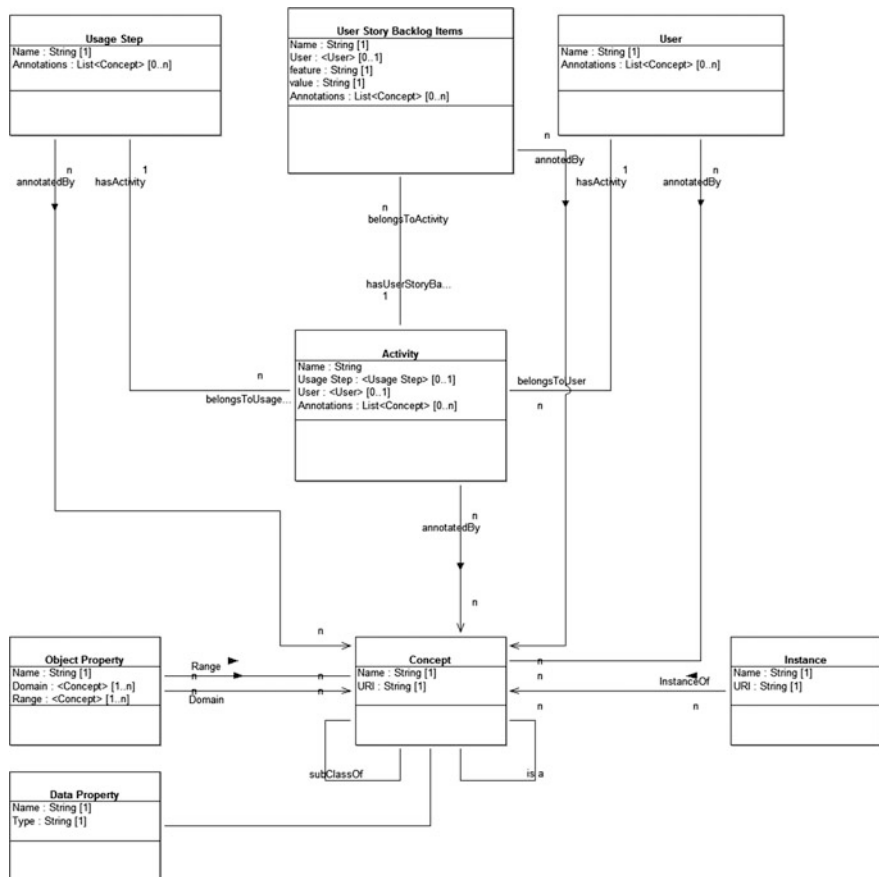 Usage Step
Name : String [1]
Annotations : List<Concept> [0..n]
User Story Backlog Items
Name : String [1]
User : <User> [0..1]
feature : String [1]
value : String [1]
Annotations : List<Concept> [0..n]
User
Name : String [1]
Annotations : List<Concept> [0..n]
n
annotatedBy
1
hasActivity
n
annotatedBy
1
hasActivity
n
annotatedBy
n
belongsToActivity
hasUserStoryBa...
1
Activity
Name : String
Usage Step : <Usage Step> [0..1]
User : <User> [0..1]
Annotations : List<Concept> [0..n]
n
belongsToUsage...
belongsToUser
n
n
annotatedBy
n
n
n
Object Property
Name : String [1]
Domain : <Concept> [1..n]
Range : <Concept> [1..n]
Range
n
n
n
n
Domain
Concept
Name : String [1]
URI : String [1]
n
n
n
InstanceOf
n
Instance
Name : String [1]
URI : String [1]
subClassOf
is a
Data Property
Name : String [1]
Type : String [1]